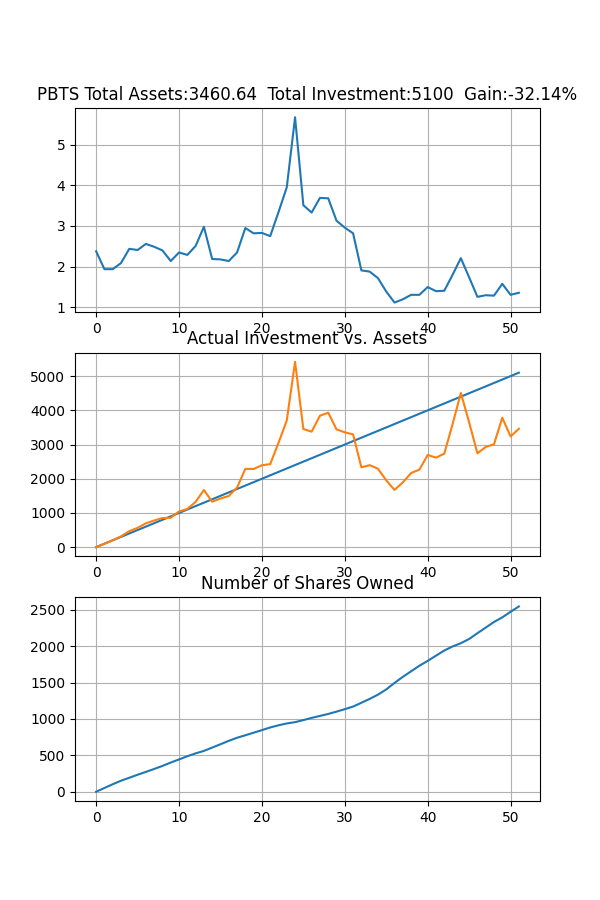 PBTS Total Assets:3460.64  Total Investment:5100  Gain:-32.14%
5
4
3
2
1
0 10 20 30 40 50
Actual Investment vs. Assets
5000
4000
3000
2000
1000
0
0 10 20 30 40 50
Number of Shares Owned
2500
2000
1500
1000
500
0
0 10 20 30 40 50